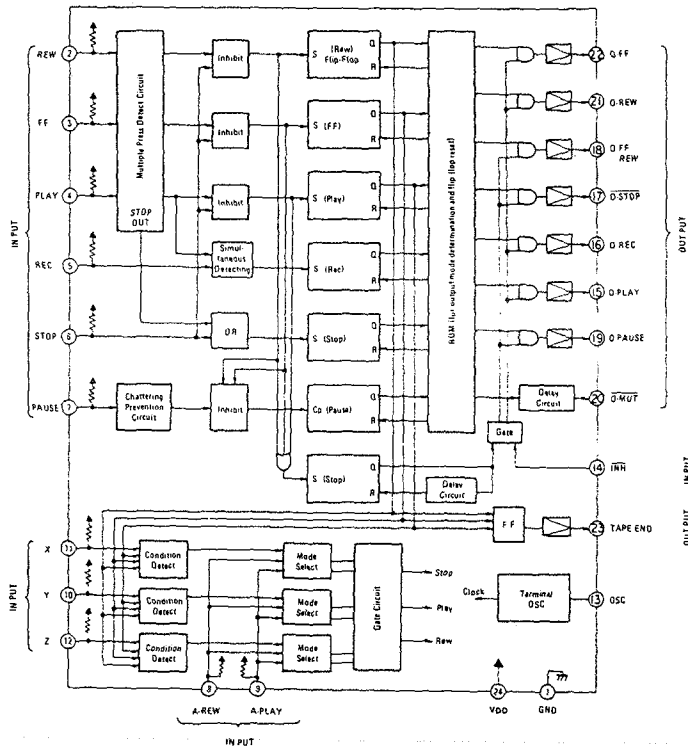 REW
2
FF
3
PLAY
4
REC
5
STOP
6
PAUSE
7
IN PUT
Multiple Press Detect Circuit
STOP
OUT
Chattering
Prevention
Circuit
Inhibit
Inhibit
Inhibit
Simul-
taneous
Detecting
OR
Inhibit
S (Rew) Q
Flip-Flop
R
S (FF) Q
R
S (Play) Q
R
S (Rec) Q
R
S (Stop) Q
R
Cp (Pause) Q
R
S (Stop) Q
R
Delay
Circuit
ROM (for output mode determination and flip flop reset)
22 O·FF
21 O·REW
18 O FF
REW
17 O·STOP
16 O·REC
15 O·PLAY
19 O PAUSE
Delay
Circuit
20 O·MUT
OUTPUT
Gate
14 INH
INPUT
FF
23 TAPE END
OUTPUT
X
11
Y
10
Z
12
IN PUT
Condition
Detect
Condition
Detect
Condition
Detect
Mode
Select
Mode
Select
Mode
Select
Gate Circuit
Stop
Play
Rew
Clock
Terminal
OSC
13 OSC
8
9
24
1
A-REW
A-PLAY
VDD
GND
IN PUT